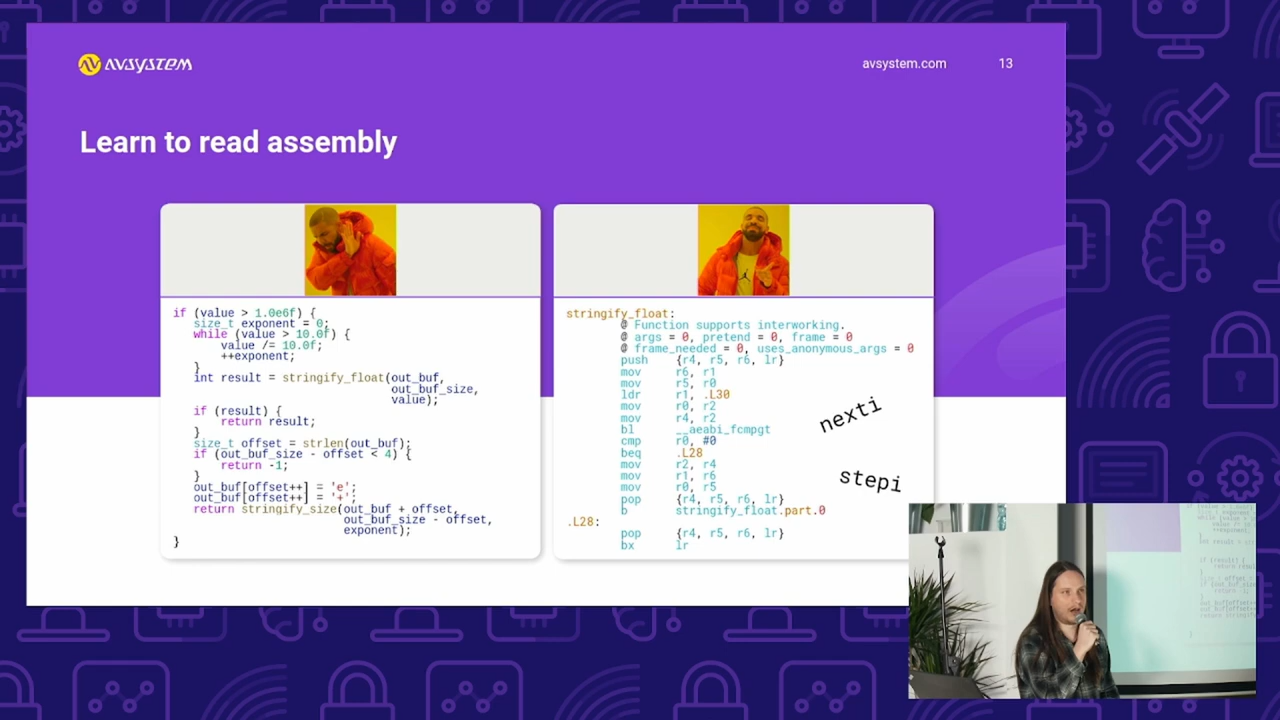 AVSYSTEM
avsystem.com
13
Learn to read assembly
if (value > 1.0e6f) {
size_t exponent = 0;
while (value > 10.0f) {
value /= 10.0f;
++exponent;
}
int result = stringify_float(out_buf,
out_buf_size,
value);
if (result) {
return result;
}
size_t offset = strlen(out_buf);
if (out_buf_size - offset < 4) {
return -1;
}
out_buf[offset++] = 'e';
out_buf[offset++] = '+';
return stringify_size(out_buf + offset,
out_buf_size - offset,
exponent);
}
stringify_float:
@ Function supports interworking.
@ args = 0, pretend = 0, frame = 0
@ frame_needed = 0, uses_anonymous_args = 0
push {r4, r5, r6, lr}
mov r6, r1
mov r5, r0
ldr r1, .L30
mov r0, r2
mov r4, r2
bl __aeabi_fcmpgt
cmp r0, #0
beq .L28
mov r2, r4
mov r1, r6
mov r0, r5
pop {r4, r5, r6, lr}
b stringify_float.part.0
.L28:
pop {r4, r5, r6, lr}
bx lr
nexti
stepi